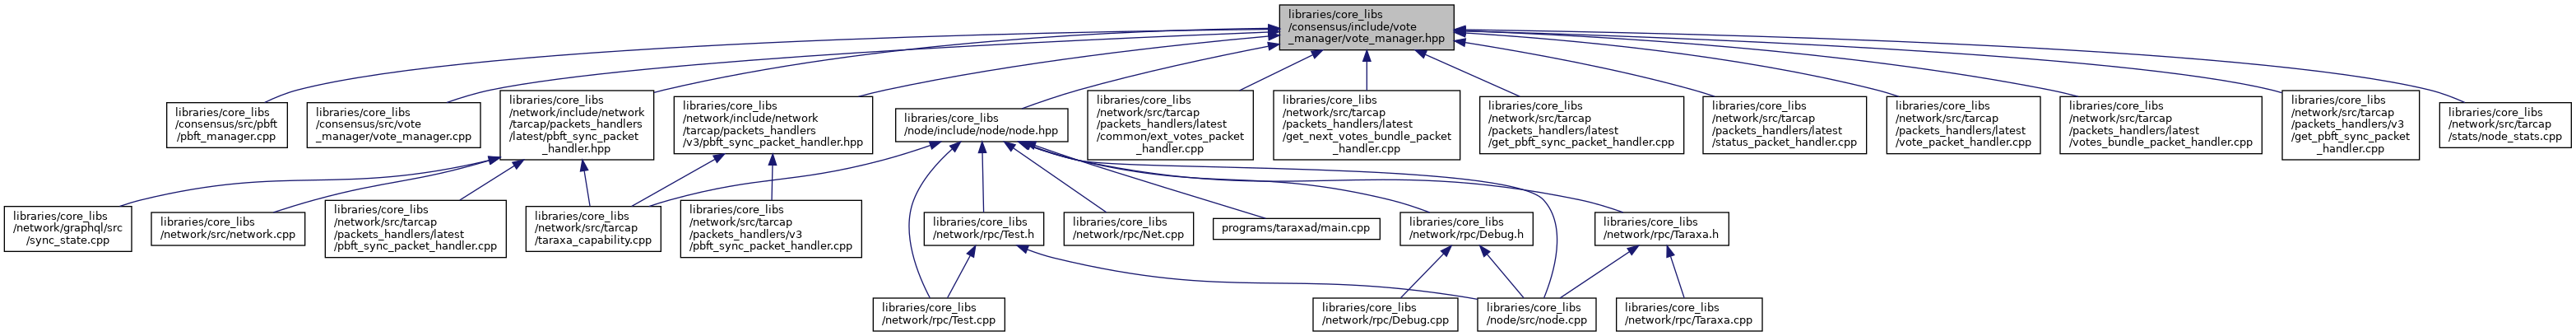 libraries/core_libs
/consensus/include/vote
_manager/vote_manager.hpp
libraries/core_libs
/consensus/src/pbft
/pbft_manager.cpp
libraries/core_libs
/consensus/src/vote
_manager/vote_manager.cpp
libraries/core_libs
/network/include/network
/tarcap/packets_handlers
/latest/pbft_sync_packet
_handler.hpp
libraries/core_libs
/network/include/network
/tarcap/packets_handlers
/v3/pbft_sync_packet_handler.hpp
libraries/core_libs
/node/include/node/node.hpp
libraries/core_libs
/network/src/tarcap
/packets_handlers/latest
/common/ext_votes_packet
_handler.cpp
libraries/core_libs
/network/src/tarcap
/packets_handlers/latest
/get_next_votes_bundle_packet
_handler.cpp
libraries/core_libs
/network/src/tarcap
/packets_handlers/latest
/get_pbft_sync_packet_handler.cpp
libraries/core_libs
/network/src/tarcap
/packets_handlers/latest
/status_packet_handler.cpp
libraries/core_libs
/network/src/tarcap
/packets_handlers/latest
/vote_packet_handler.cpp
libraries/core_libs
/network/src/tarcap
/packets_handlers/latest
/votes_bundle_packet_handler.cpp
libraries/core_libs
/network/src/tarcap
/packets_handlers/v3
/get_pbft_sync_packet
_handler.cpp
libraries/core_libs
/network/src/tarcap
/stats/node_stats.cpp
libraries/core_libs
/network/graphql/src
/sync_state.cpp
libraries/core_libs
/network/src/network.cpp
libraries/core_libs
/network/src/tarcap
/packets_handlers/latest
/pbft_sync_packet_handler.cpp
libraries/core_libs
/network/src/tarcap
/taraxa_capability.cpp
libraries/core_libs
/network/src/tarcap
/packets_handlers/v3
/pbft_sync_packet_handler.cpp
libraries/core_libs
/network/rpc/Test.h
libraries/core_libs
/network/rpc/Net.cpp
programs/taraxad/main.cpp
libraries/core_libs
/network/rpc/Debug.h
libraries/core_libs
/network/rpc/Taraxa.h
libraries/core_libs
/network/rpc/Test.cpp
libraries/core_libs
/network/rpc/Debug.cpp
libraries/core_libs
/node/src/node.cpp
libraries/core_libs
/network/rpc/Taraxa.cpp